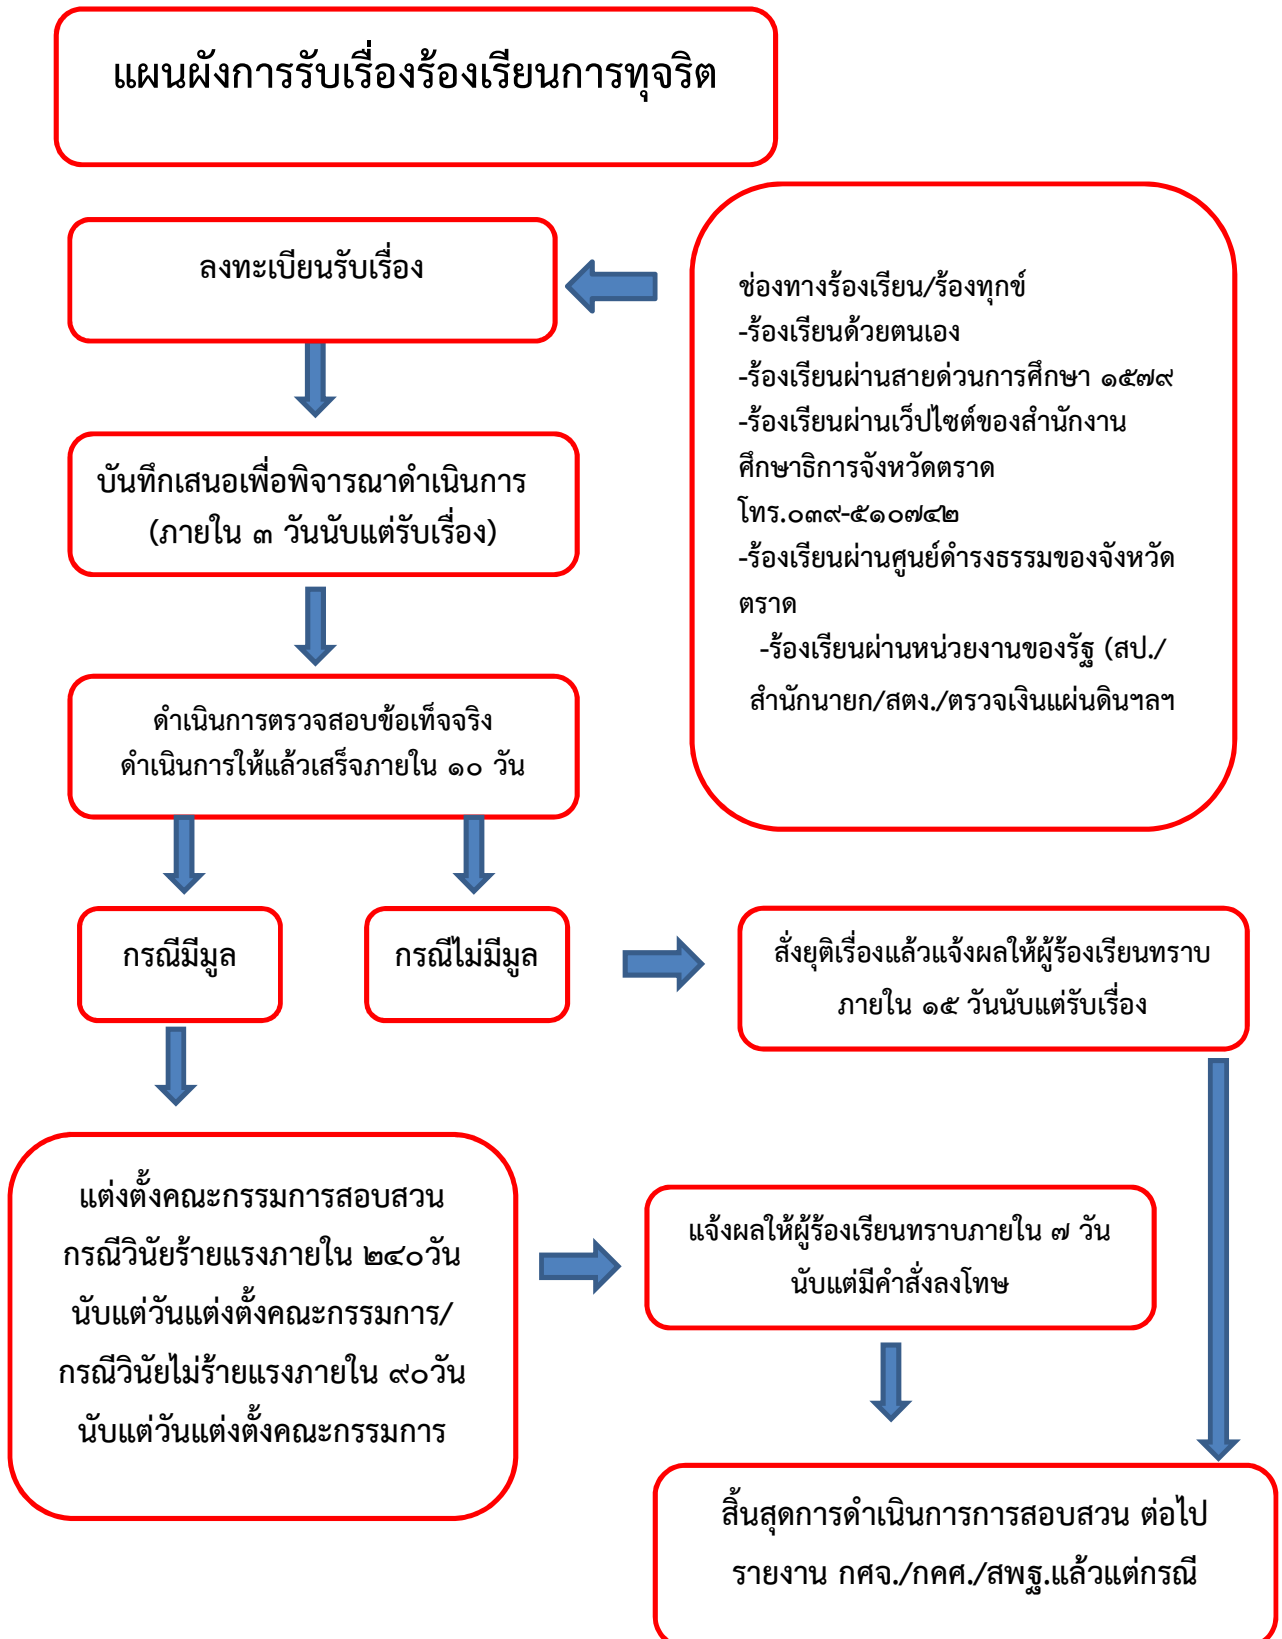 แผนผังการรับเรื่องร้องเรียนการทุจริต
ลงทะเบียนรับเรื่อง
ช่องทางร้องเรียน/ร้องทุกข์
-ร้องเรียนด้วยตนเอง
-ร้องเรียนผ่านสายด่วนการศึกษา ๑๕๗๙
-ร้องเรียนผ่านเว็ปไซต์ของสำนักงาน
ศึกษาธิการจังหวัดตราด
โทร.๐๓๙-๕๑๐๗๔๒
-ร้องเรียนผ่านศูนย์ดำรงธรรมของจังหวัด
ตราด
-ร้องเรียนผ่านหน่วยงานของรัฐ (สป./
สำนักนายก/สตง./ตรวจเงินแผ่นดินฯลฯ
บันทึกเสนอเพื่อพิจารณาดำเนินการ
(ภายใน ๓ วันนับแต่รับเรื่อง)
ดำเนินการตรวจสอบข้อเท็จจริง
ดำเนินการให้แล้วเสร็จภายใน ๑๐ วัน
กรณีมีมูล
กรณีไม่มีมูล
สั่งยุติเรื่องแล้วแจ้งผลให้ผู้ร้องเรียนทราบ
ภายใน ๑๕ วันนับแต่รับเรื่อง
แต่งตั้งคณะกรรมการสอบสวน
กรณีวินัยร้ายแรงภายใน ๒๔๐วัน
นับแต่วันแต่งตั้งคณะกรรมการ/
กรณีวินัยไม่ร้ายแรงภายใน ๙๐วัน
นับแต่วันแต่งตั้งคณะกรรมการ
แจ้งผลให้ผู้ร้องเรียนทราบภายใน ๗ วัน
นับแต่มีคำสั่งลงโทษ
สิ้นสุดการดำเนินการการสอบสวน ต่อไป
รายงาน กศจ./กคศ./สพฐ.แล้วแต่กรณี